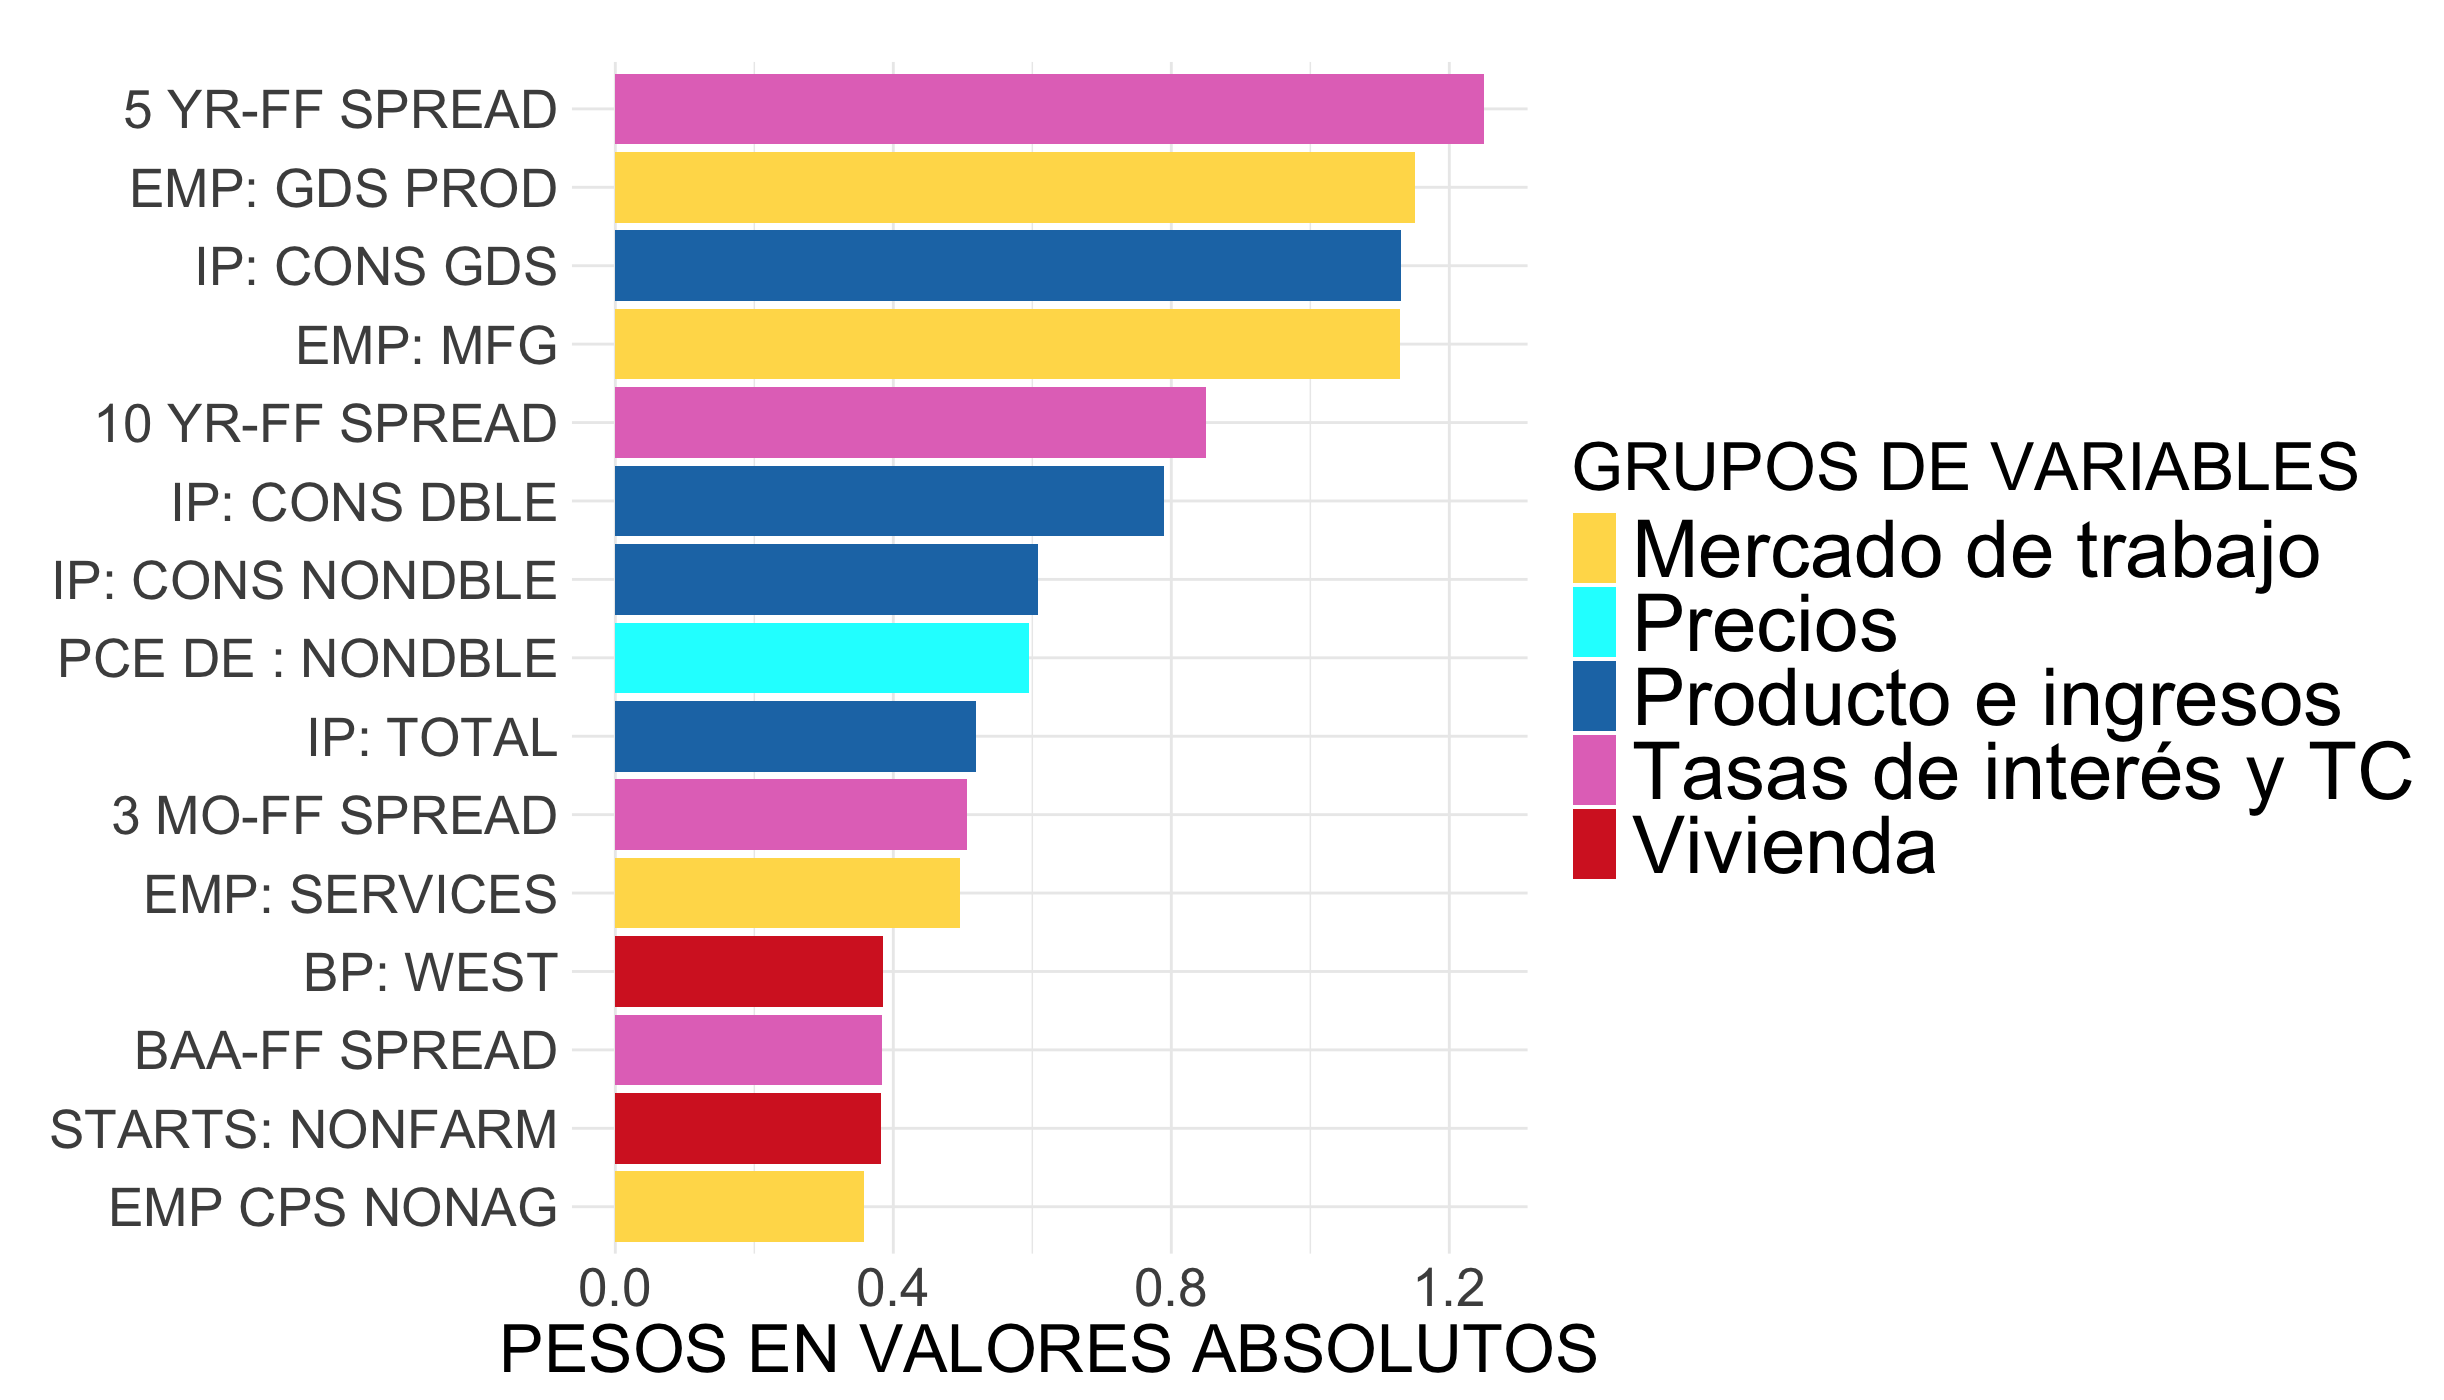 5 YR-FF SPREAD
EMP: GDS PROD
IP: CONS GDS
EMP: MFG
10 YR-FF SPREAD
IP: CONS DBLE
IP: CONS NONDBLE
PCE DE : NONDBLE
IP: TOTAL
3 MO-FF SPREAD
EMP: SERVICES
BP: WEST
BAA-FF SPREAD
STARTS: NONFARM
EMP CPS NONAG
0.0 0.4 0.8 1.2
PESOS EN VALORES ABSOLUTOS
GRUPOS DE VARIABLES
Mercado de trabajo
Precios
Producto e ingresos
Tasas de interés y TC
Vivienda